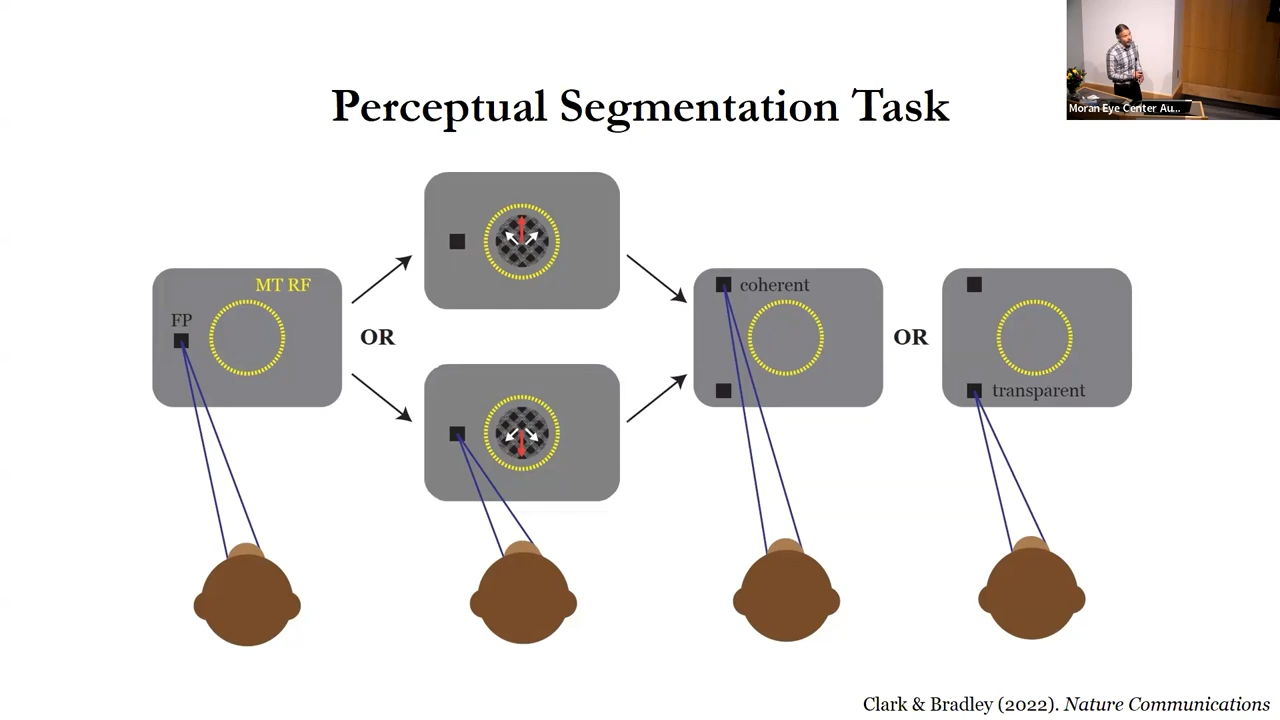 Moran Eye Center Au...
Perceptual Segmentation Task
MT RF
FP
OR
coherent
OR
transparent
Clark & Bradley (2022). Nature Communications